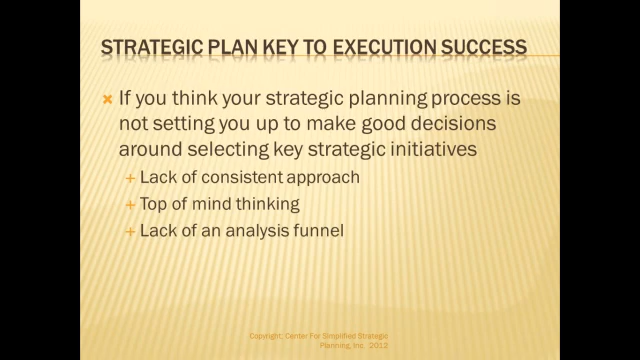 STRATEGIC PLAN KEY TO EXECUTION SUCCESS
If you think your strategic planning process is
not setting you up to make good decisions
around selecting key strategic initiatives
Lack of consistent approach
Top of mind thinking
Lack of an analysis funnel
Copyright; Center For Simplified Strategic
Planning, Inc. 2012